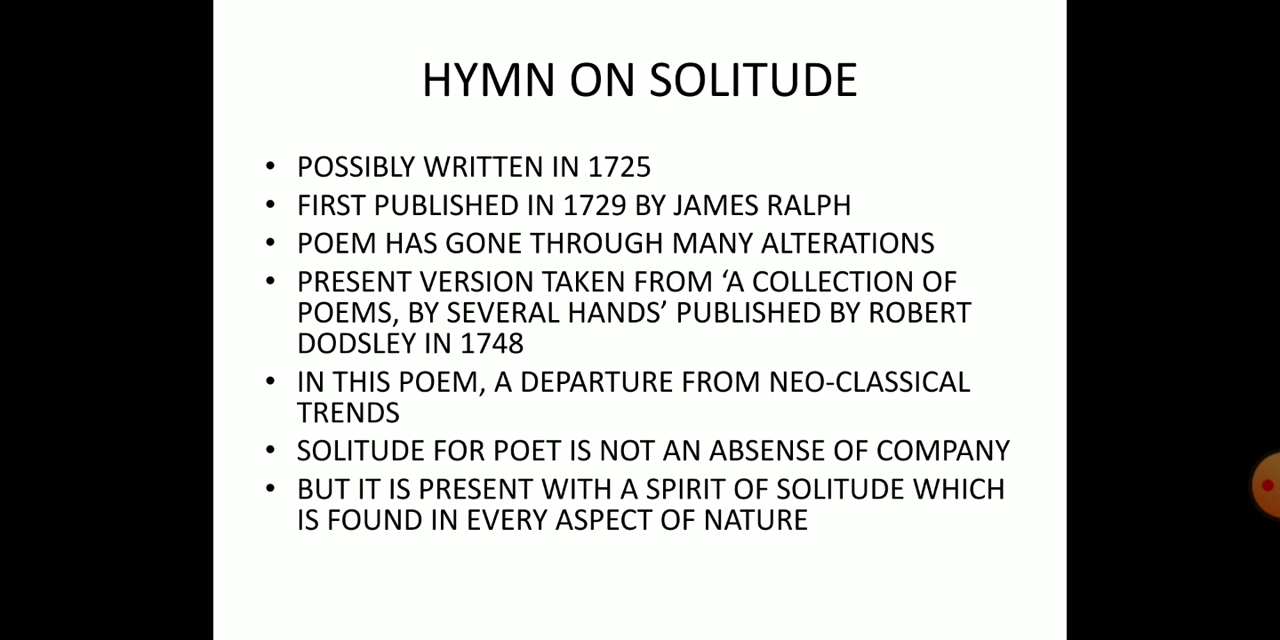 HYMN ON SOLITUDE
• POSSIBLY WRITTEN IN 1725
• FIRST PUBLISHED IN 1729 BY JAMES RALPH
• POEM HAS GONE THROUGH MANY ALTERATIONS
• PRESENT VERSION TAKEN FROM ‘A COLLECTION OF
POEMS, BY SEVERAL HANDS’ PUBLISHED BY ROBERT
DODSLEY IN 1748
• IN THIS POEM, A DEPARTURE FROM NEO-CLASSICAL
TRENDS
• SOLITUDE FOR POET IS NOT AN ABSENSE OF COMPANY
• BUT IT IS PRESENT WITH A SPIRIT OF SOLITUDE WHICH
IS FOUND IN EVERY ASPECT OF NATURE